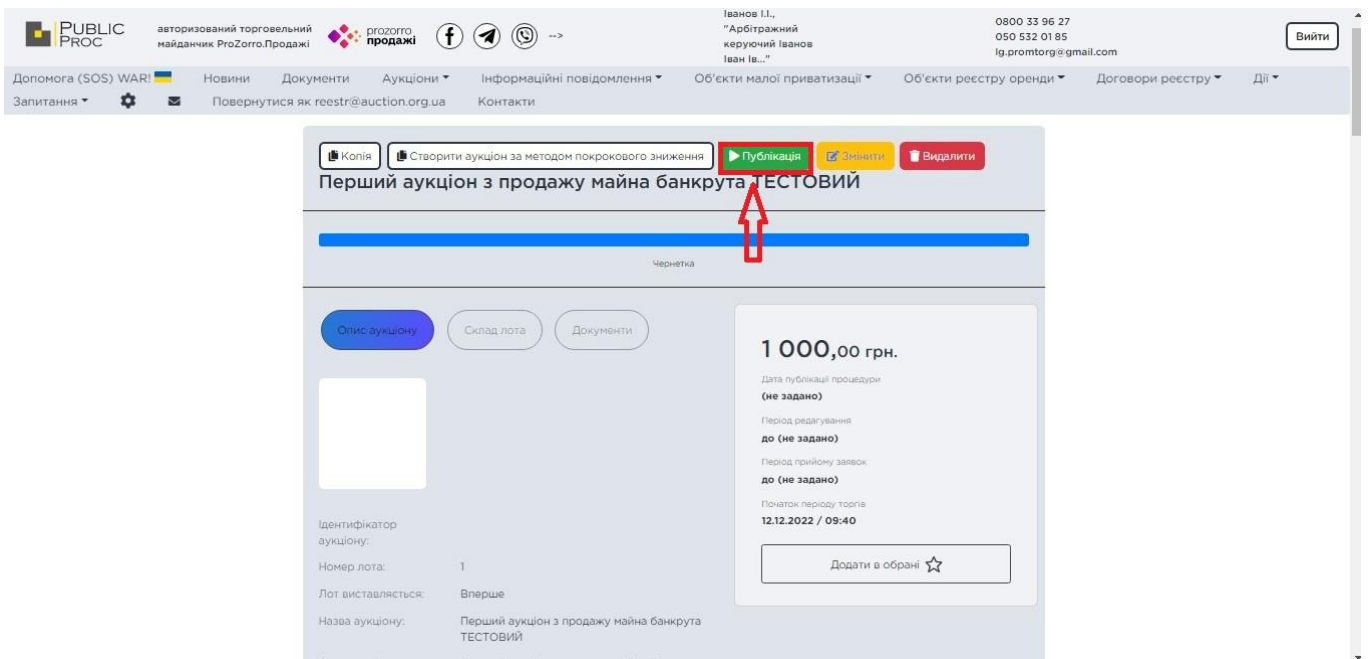 PUBLIC
PROC
авторизований торговельний
майданчик ProZorro.Продажі
prozorro
продажі
-->
Іванов І.І.,
"Арбітражний
керуючий Іванов
Іван Ів..."
0800 33 96 27
050 532 01 85
lg.promtorg@gmail.com
Вийти
Допомога (SOS) WAR! Новини Документи Аукціони Інформаційні повідомлення Об'єкти малої приватизації Об'єкти реєстру оренди Договори реєстру Дії
Запитання Повернутися як reestr@auction.org.ua Контакти
Копія Створити аукціон за методом покрокового зниження Публікація Змінити Видалити
Перший аукціон з продажу майна банкрута ТЕСТОВИЙ
Чернетка
Опис аукціону Склад лота Документи
1 000,00 грн.
Дата публікації процедури
(не задано)
Період редагування
до (не задано)
Період прийому заявок
до (не задано)
Початок періоду торгів
12.12.2022 / 09:40
Додати в обрані
Ідентифікатор
аукціону:
Номер лота: 1
Лот виставляється: Вперше
Назва аукціону: Перший аукціон з продажу майна банкрута
ТЕСТОВИЙ